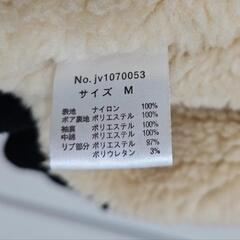 No.jv1070053
サイズ M
表地 ナイロン 100%
ボア裏地 ポリエステル 100%
袖裏 ポリエステル 100%
中綿 ポリエステル 100%
リブ部分 ポリエステル 97%
ポリウレタン 3%